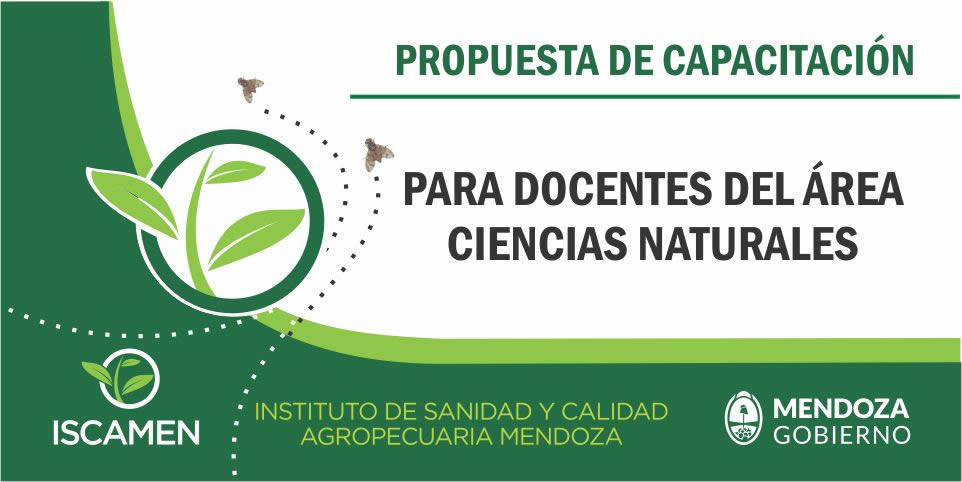 PROPUESTA DE CAPACITACIÓN
PARA DOCENTES DEL ÁREA
CIENCIAS NATURALES
ISCAMEN
INSTITUTO DE SANIDAD Y CALIDAD
AGROPECUARIA MENDOZA
MENDOZA
GOBIERNO